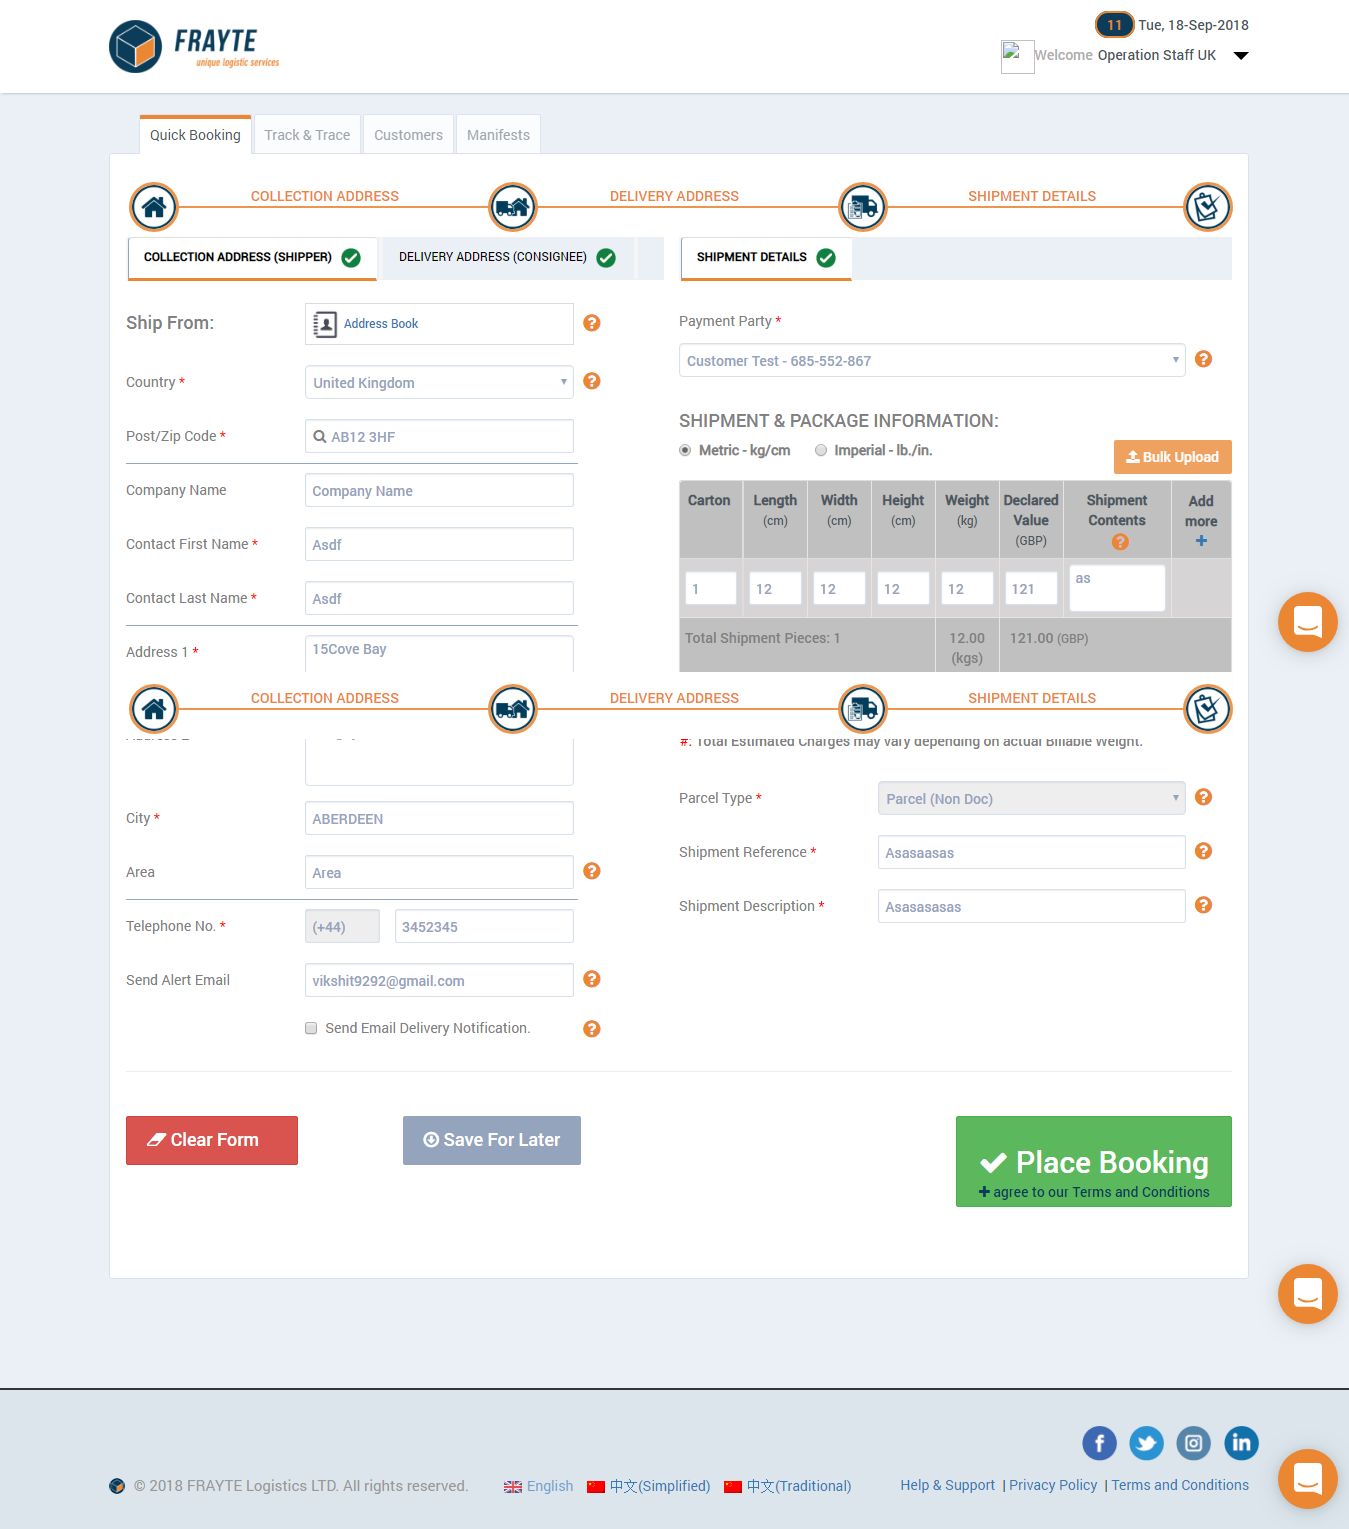 FRAYTE
unique logistic services
11 Tue, 18-Sep-2018
Welcome Operation Staff UK
Quick Booking
Track & Trace
Customers
Manifests
COLLECTION ADDRESS
DELIVERY ADDRESS
SHIPMENT DETAILS
COLLECTION ADDRESS (SHIPPER)
DELIVERY ADDRESS (CONSIGNEE)
SHIPMENT DETAILS
Ship From:
Address Book
Country *
United Kingdom
Post/Zip Code *
AB12 3HF
Company Name
Company Name
Contact First Name *
Asdf
Contact Last Name *
Asdf
Address 1 *
15Cove Bay
Payment Party *
Customer Test - 685-552-867
SHIPMENT & PACKAGE INFORMATION:
Metric - kg/cm
Imperial - lb./in.
Bulk Upload
Carton
Length
(cm)
Width
(cm)
Height
(cm)
Weight
(kg)
Declared
Value
(GBP)
Shipment
Contents
Add
more
1
12
12
12
12
121
as
Total Shipment Pieces: 1
12.00
(kgs)
121.00 (GBP)
COLLECTION ADDRESS
DELIVERY ADDRESS
SHIPMENT DETAILS
#: Total Estimated Charges may vary depending on actual Billable Weight.
City *
ABERDEEN
Area
Area
Telephone No. *
(+44)
3452345
Send Alert Email
vikshit9292@gmail.com
Send Email Delivery Notification.
Parcel Type *
Parcel (Non Doc)
Shipment Reference *
Asasaasas
Shipment Description *
Asasasasas
Clear Form
Save For Later
Place Booking
agree to our Terms and Conditions
© 2018 FRAYTE Logistics LTD. All rights reserved.
English
中文(Simplified)
中文(Traditional)
Help & Support | Privacy Policy | Terms and Conditions